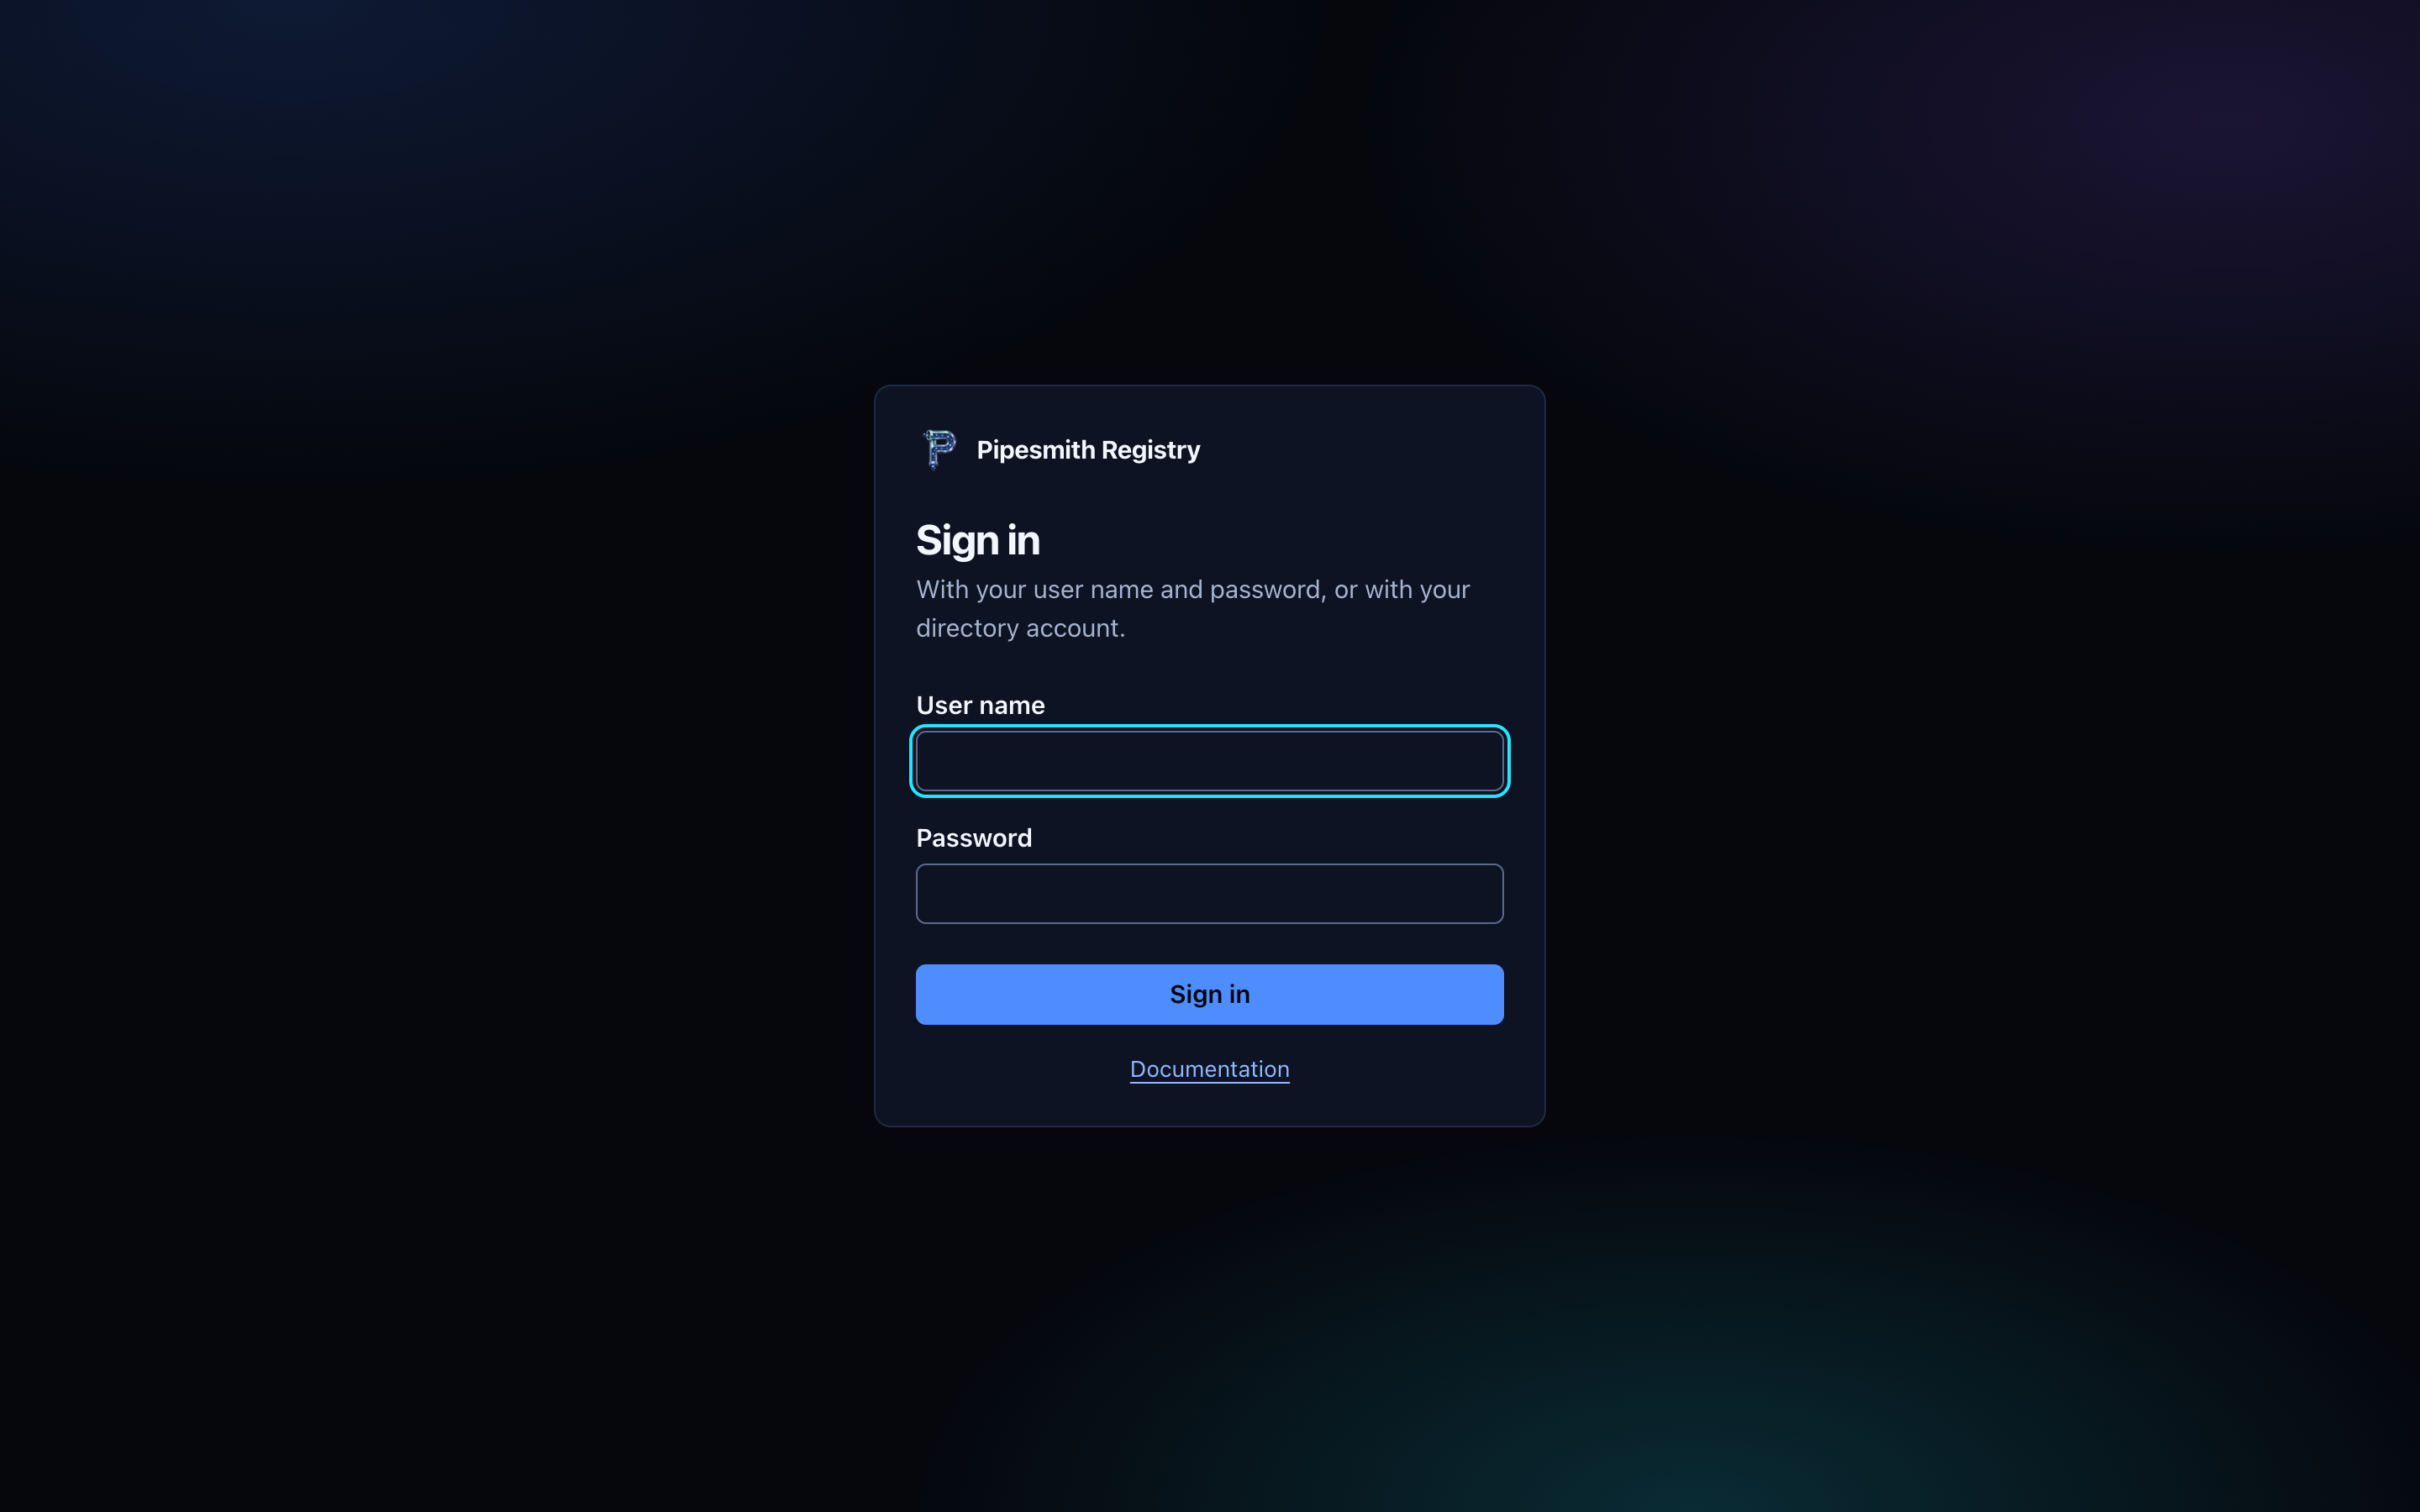 Pipesmith Registry
Sign in
With your user name and password, or with your
directory account.
User name
Password
Sign in
Documentation